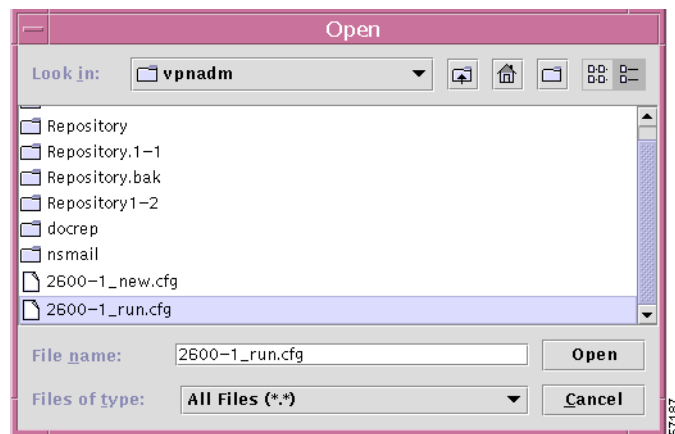 Open
Look in: vpnadm
Repository
Repository.1-1
Repository.bak
Repository1-2
docrep
nsmail
2600-1_new.cfg
2600-1_run.cfg
File name: 2600-1_run.cfg Open
Files of type: All Files (*.*) Cancel
57187